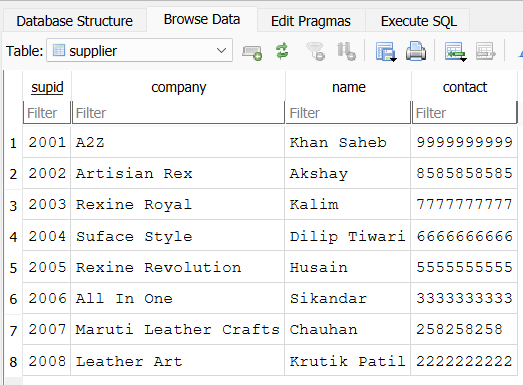 Database Structure Browse Data Edit Pragmas Execute SQL
Table: supplier
supid company name contact
Filter Filter Filter Filter
1 2001 A2Z Khan Saheb 9999999999
2 2002 Artisian Rex Akshay 8585858585
3 2003 Rexine Royal Kalim 7777777777
4 2004 Suface Style Dilip Tiwari 6666666666
5 2005 Rexine Revolution Husain 5555555555
6 2006 All In One Sikandar 3333333333
7 2007 Maruti Leather Crafts Chauhan 258258258
8 2008 Leather Art Krutik Patil 2222222222